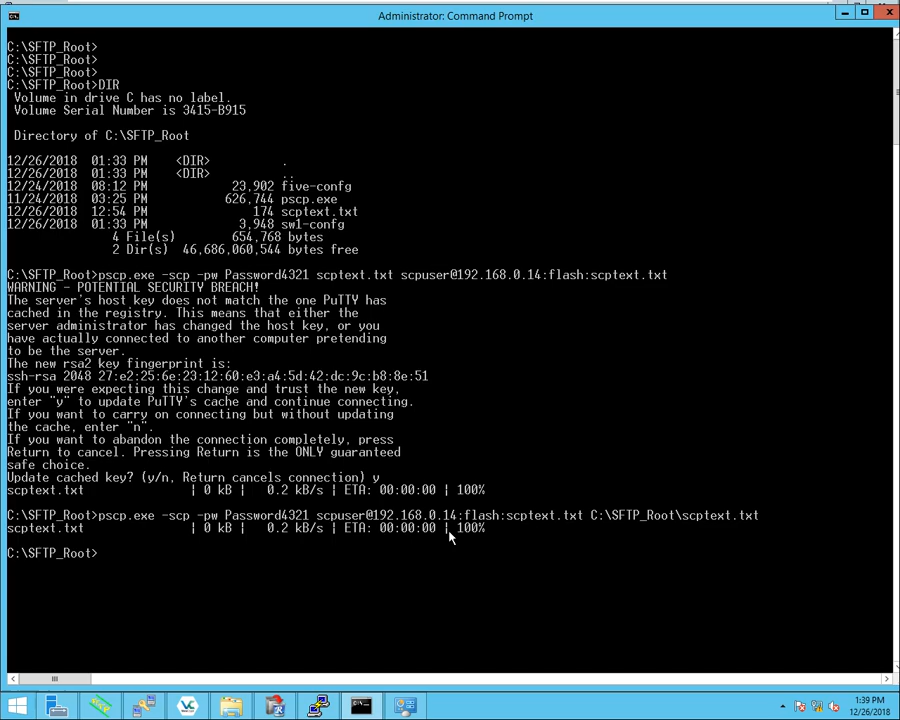 Administrator: Command Prompt
C:\SFTP_Root>
C:\SFTP_Root>
C:\SFTP_Root>
C:\SFTP_Root>DIR
Volume in drive C has no label.
Volume Serial Number is 3415-B915
Directory of C:\SFTP_Root
12/26/2018 01:33 PM <DIR> .
12/26/2018 01:33 PM <DIR> ..
12/24/2018 08:12 PM 23,902 five-confg
11/24/2018 03:25 PM 626,744 pscp.exe
12/26/2018 12:54 PM 174 scptext.txt
12/26/2018 01:33 PM 3,948 sw1-confg
4 File(s) 654,768 bytes
2 Dir(s) 46,686,060,544 bytes free
C:\SFTP_Root>pscp.exe -scp -pw Password4321 scptext.txt scpuser@192.168.0.14:flash:scptext.txt
WARNING - POTENTIAL SECURITY BREACH!
The server's host key does not match the one PuTTY has
cached in the registry. This means that either the
server administrator has changed the host key, or you
have actually connected to another computer pretending
to be the server.
The new rsa2 key fingerprint is:
ssh-rsa 2048 27:e2:25:6e:23:12:60:e3:a4:5d:42:dc:9c:b8:8e:51
If you were expecting this change and trust the new key,
enter "y" to update PuTTY's cache and continue connecting.
If you want to carry on connecting but without updating
the cache, enter "n".
If you want to abandon the connection completely, press
Return to cancel. Pressing Return is the ONLY guaranteed
safe choice.
Update cached key? (y/n, Return cancels connection) y
scptext.txt | 0 kB | 0.2 kB/s | ETA: 00:00:00 | 100%
C:\SFTP_Root>pscp.exe -scp -pw Password4321 scpuser@192.168.0.14:flash:scptext.txt C:\SFTP_Root\scptext.txt
scptext.txt | 0 kB | 0.2 kB/s | ETA: 00:00:00 | 100%
C:\SFTP_Root>
1:39 PM
12/26/2018